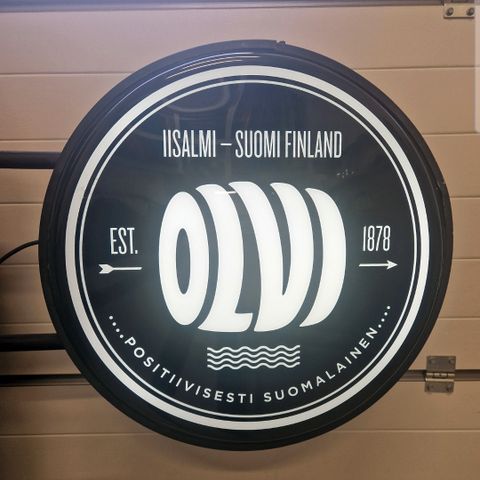 IISALMI – SUOMI FINLAND
EST. OLVI 1878
.....POSITIIVISESTI SUOMALAINEN.....